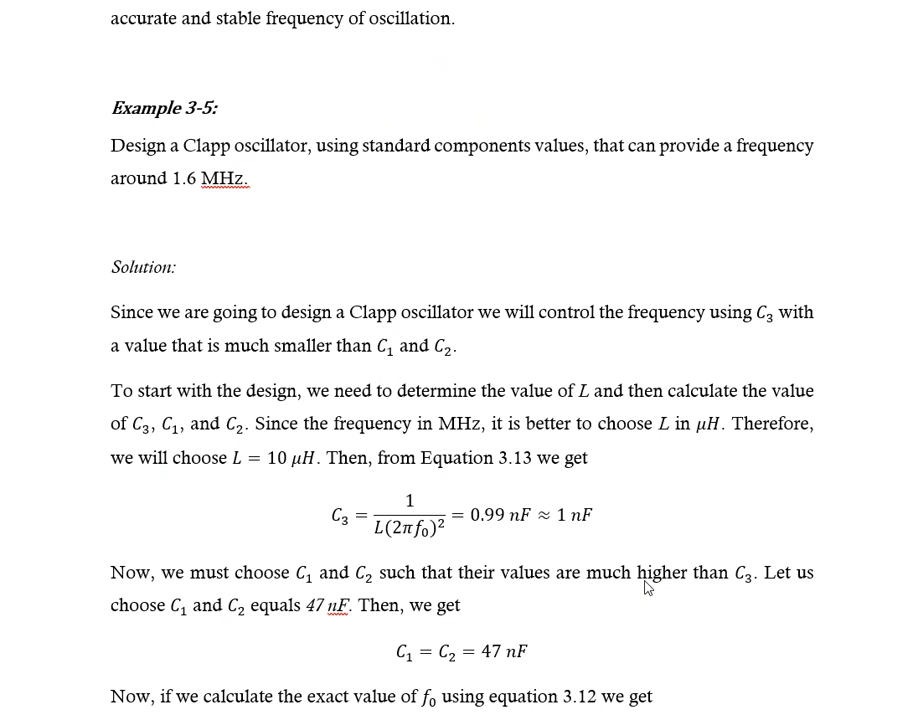 accurate and stable frequency of oscillation.
Example 3-5:
Design a Clapp oscillator, using standard components values, that can provide a frequency
around 1.6 MHz.
Solution:
Since we are going to design a Clapp oscillator we will control the frequency using C₃ with
a value that is much smaller than C₁ and C₂.
To start with the design, we need to determine the value of L and then calculate the value
of C₃, C₁, and C₂. Since the frequency in MHz, it is better to choose L in μH. Therefore,
we will choose L = 10 μH. Then, from Equation 3.13 we get
C₃ = 1 / L(2πf₀)² = 0.99 nF ≈ 1 nF
Now, we must choose C₁ and C₂ such that their values are much higher than C₃. Let us
choose C₁ and C₂ equals 47 nF. Then, we get
C₁ = C₂ = 47 nF
Now, if we calculate the exact value of f₀ using equation 3.12 we get